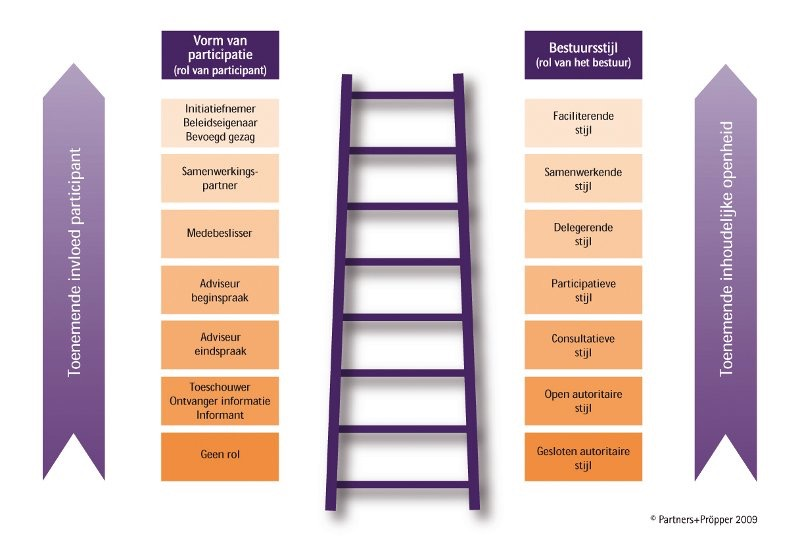 Vorm van
participatie
(rol van participant)
Bestuursstijl
(rol van het bestuur)
Toenemende invloed participant
Initiatiefnemer
Beleidseigenaar
Bevoegd gezag
Faciliterende
stijl
Samenwerkings-
partner
Samenwerkende
stijl
Medebeslisser
Delegerende
stijl
Adviseur
beginspraak
Participatieve
stijl
Adviseur
eindspraak
Consultatieve
stijl
Toeschouwer
Ontvanger informatie
Informant
Open autoritaire
stijl
Geen rol
Gesloten autoritaire
stijl
Toenemende inhoudelijke openheid
© Partners+Pröpper 2009